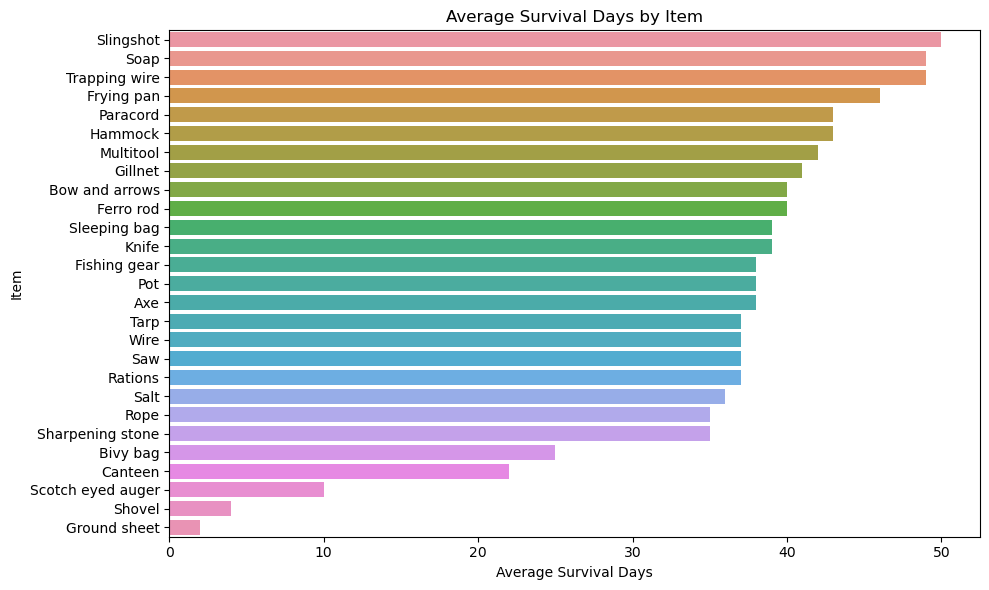 Average Survival Days by Item
Slingshot
Soap
Trapping wire
Frying pan
Paracord
Hammock
Multitool
Gillnet
Bow and arrows
Ferro rod
Sleeping bag
Knife
Fishing gear
Pot
Axe
Tarp
Wire
Saw
Rations
Salt
Rope
Sharpening stone
Bivy bag
Canteen
Scotch eyed auger
Shovel
Ground sheet
Item
0 10 20 30 40 50
Average Survival Days